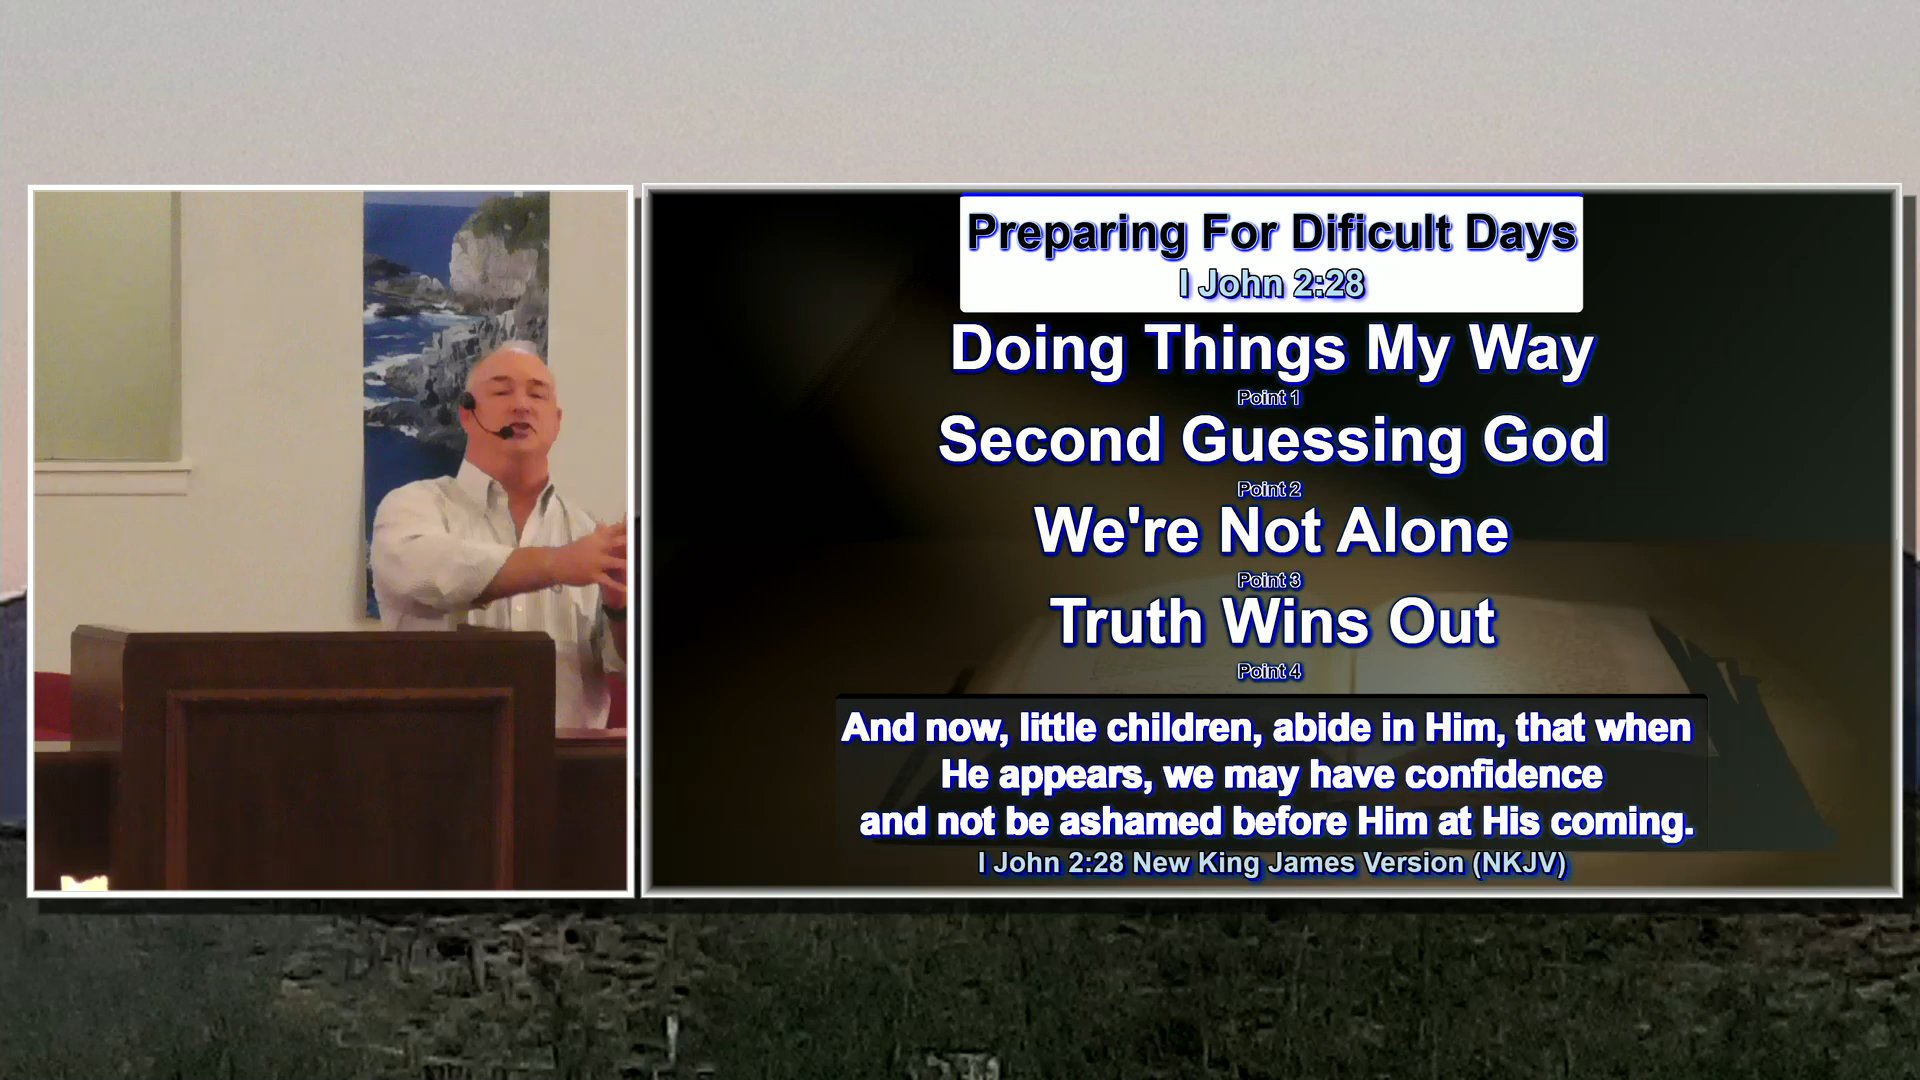 Preparing For Dificult Days
I John 2:28
Doing Things My Way
Point 1
Second Guessing God
Point 2
We're Not Alone
Point 3
Truth Wins Out
Point 4
And now, little children, abide in Him, that when
He appears, we may have confidence
and not be ashamed before Him at His coming.
I John 2:28 New King James Version (NKJV)